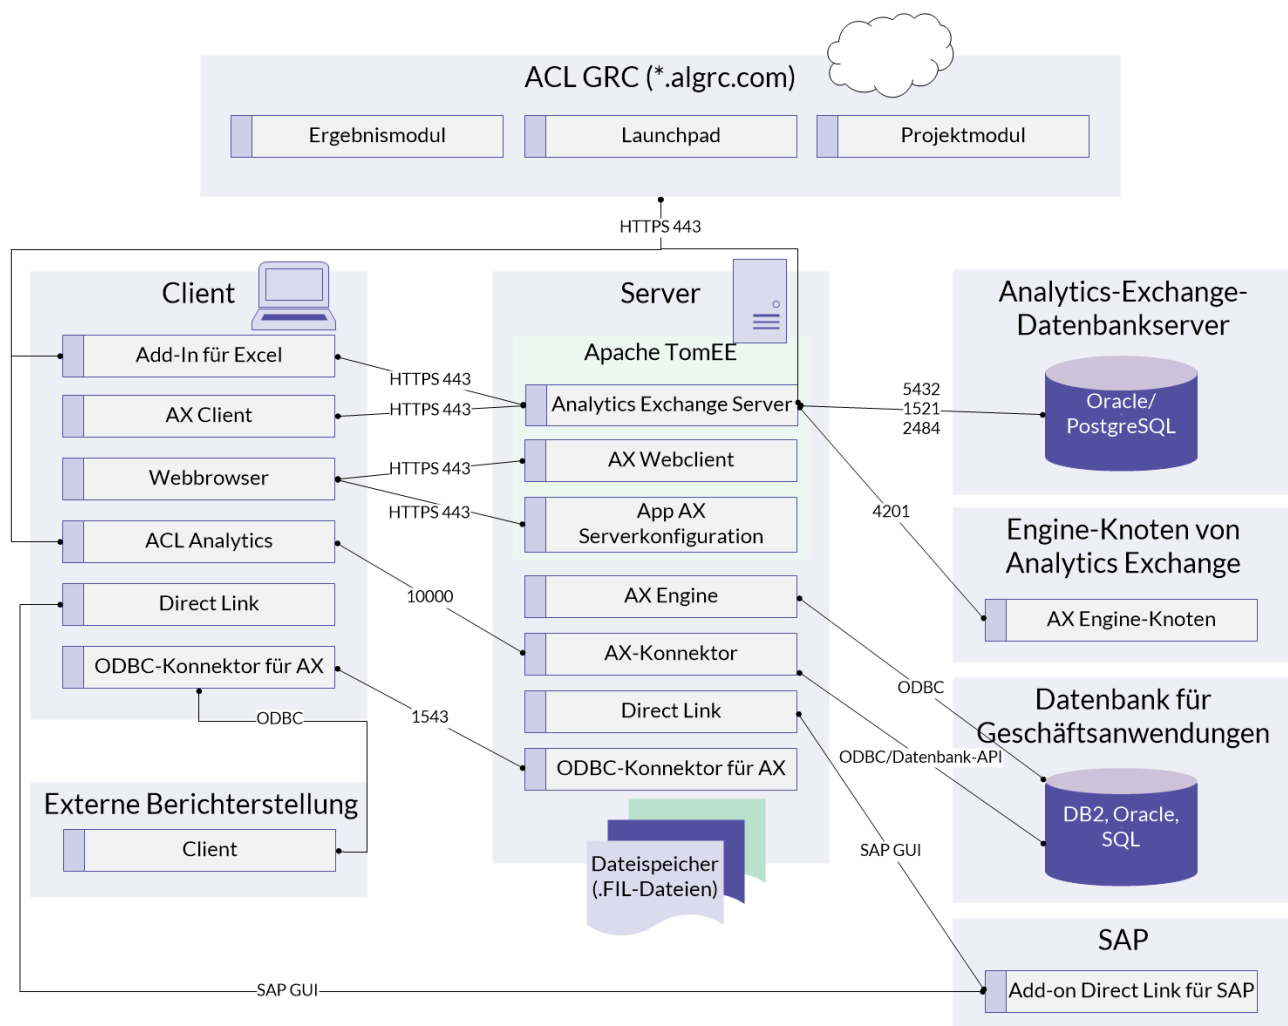 ACL GRC (*.algrc.com)
Ergebnismodul
Launchpad
Projektmodul
HTTPS 443
Client
Add-In für Excel
AX Client
Webbrowser
ACL Analytics
Direct Link
ODBC-Konnektor für AX
ODBC
Externe Berichterstellung
Client
HTTPS 443
HTTPS 443
HTTPS 443
HTTPS 443
10000
1543
Server
Apache TomEE
Analytics Exchange Server
AX Webclient
App AX
Serverkonfiguration
AX Engine
AX-Konnektor
Direct Link
ODBC-Konnektor für AX
Dateispeicher
(.FIL-Dateien)
5432
1521
2484
4201
ODBC
ODBC/Datenbank-API
SAP GUI
SAP GUI
Analytics-Exchange-
Datenbankserver
Oracle/
PostgreSQL
Engine-Knoten von
Analytics Exchange
AX Engine-Knoten
Datenbank für
Geschäftsanwendungen
DB2, Oracle,
SQL
SAP
Add-on Direct Link für SAP